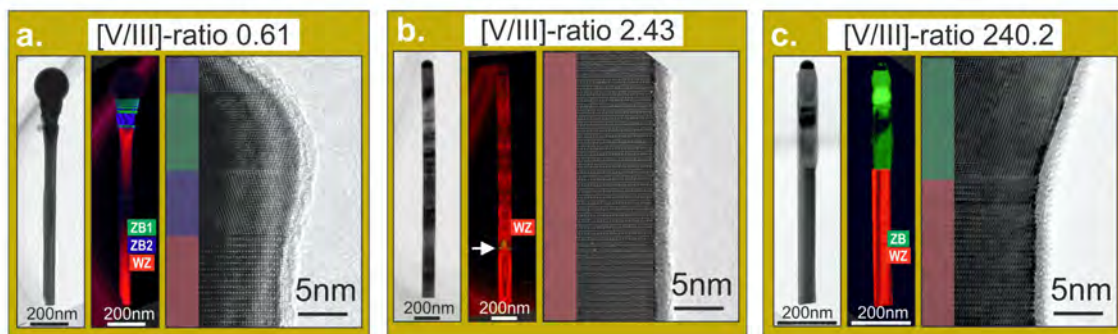 a.
[V/III]-ratio 0.61
ZB1
ZB2
WZ
200nm
200nm
5nm
b.
[V/III]-ratio 2.43
WZ
200nm
200nm
5nm
c.
[V/III]-ratio 240.2
ZB
WZ
200nm
200nm
5nm